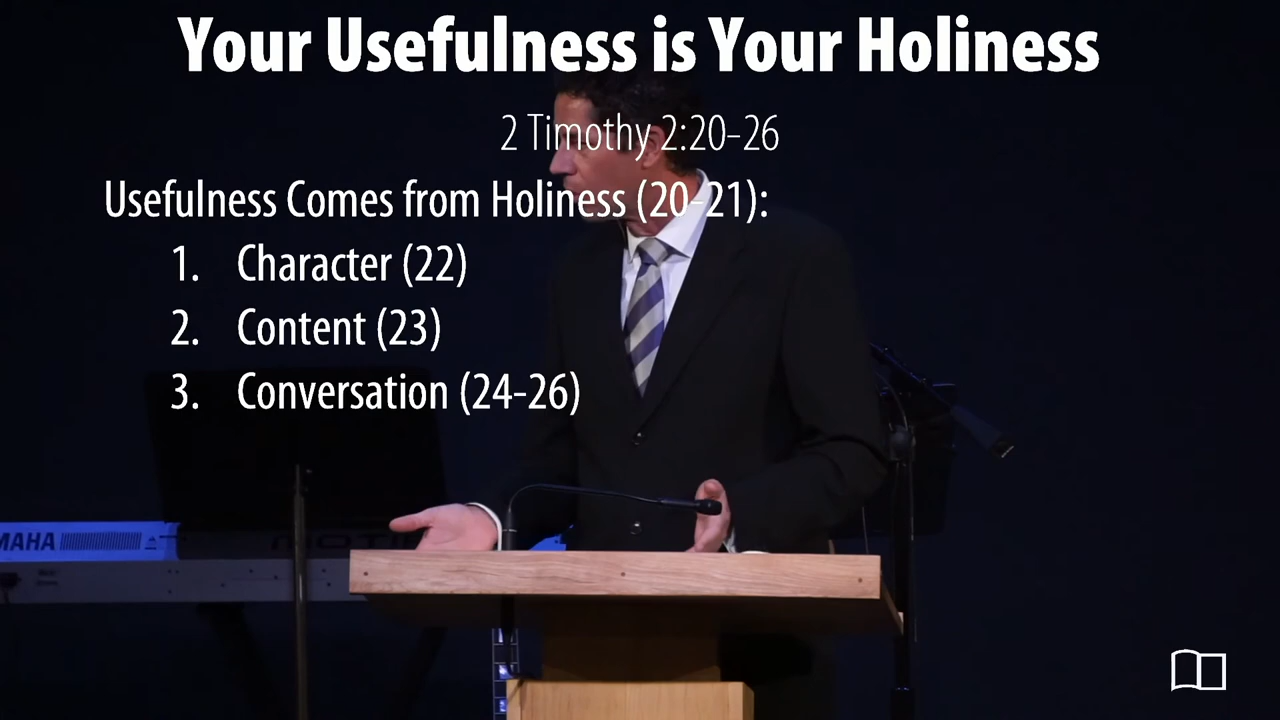 Your Usefulness is Your Holiness
2 Timothy 2:20-26
Usefulness Comes from Holiness (20-21):
1. Character (22)
2. Content (23)
3. Conversation (24-26)
MAHA